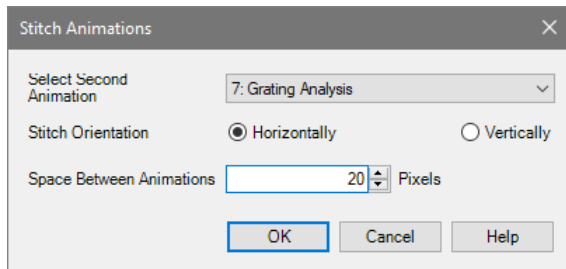 Stitch Animations
Select Second
Animation
7: Grating Analysis
Stitch Orientation
Horizontally
Vertically
Space Between Animations
20
Pixels
OK
Cancel
Help